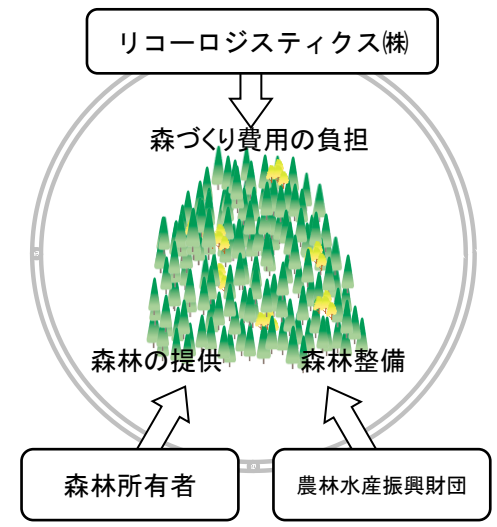 リコーロジスティクス㈱
森づくり費用の負担
森林の提供
森林整備
森林所有者
農林水産振興財団